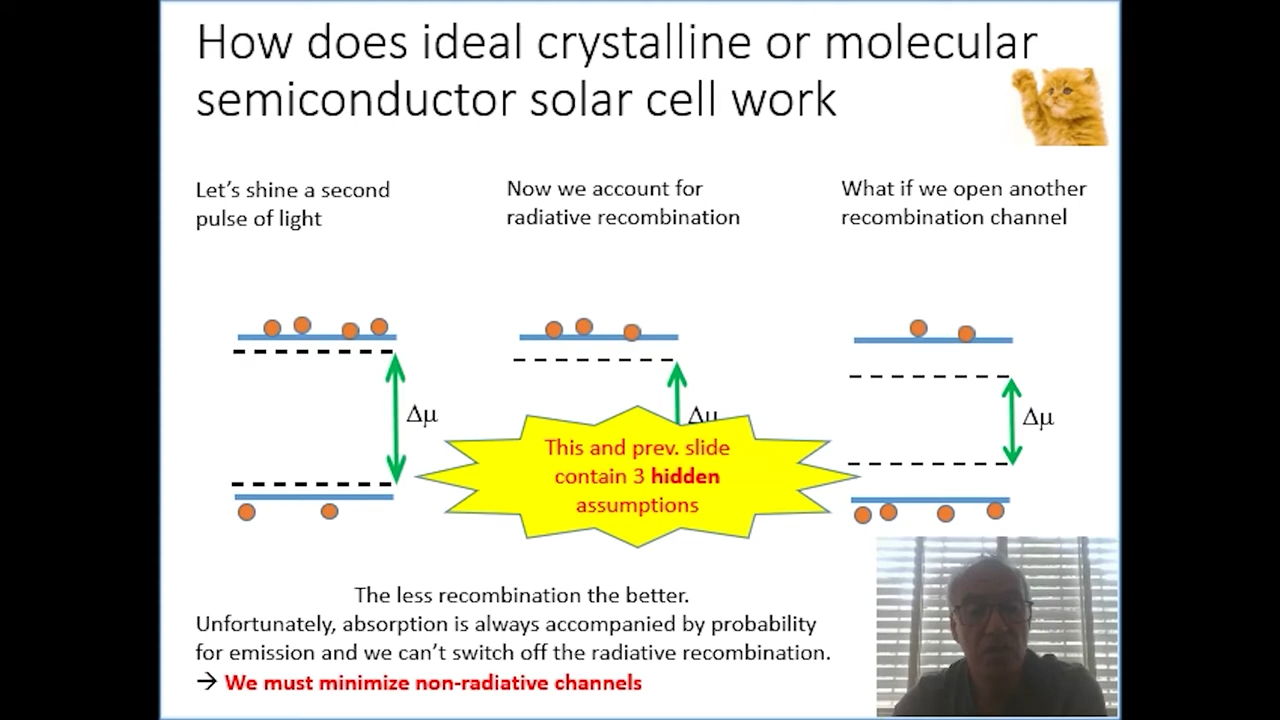 How does ideal crystalline or molecular
semiconductor solar cell work
Let's shine a second
pulse of light
Now we account for
radiative recombination
What if we open another
recombination channel
Δμ
Δμ
Δμ
This and prev. slide
contain 3 hidden
assumptions
The less recombination the better.
Unfortunately, absorption is always accompanied by probability
for emission and we can't switch off the radiative recombination.
→ We must minimize non-radiative channels